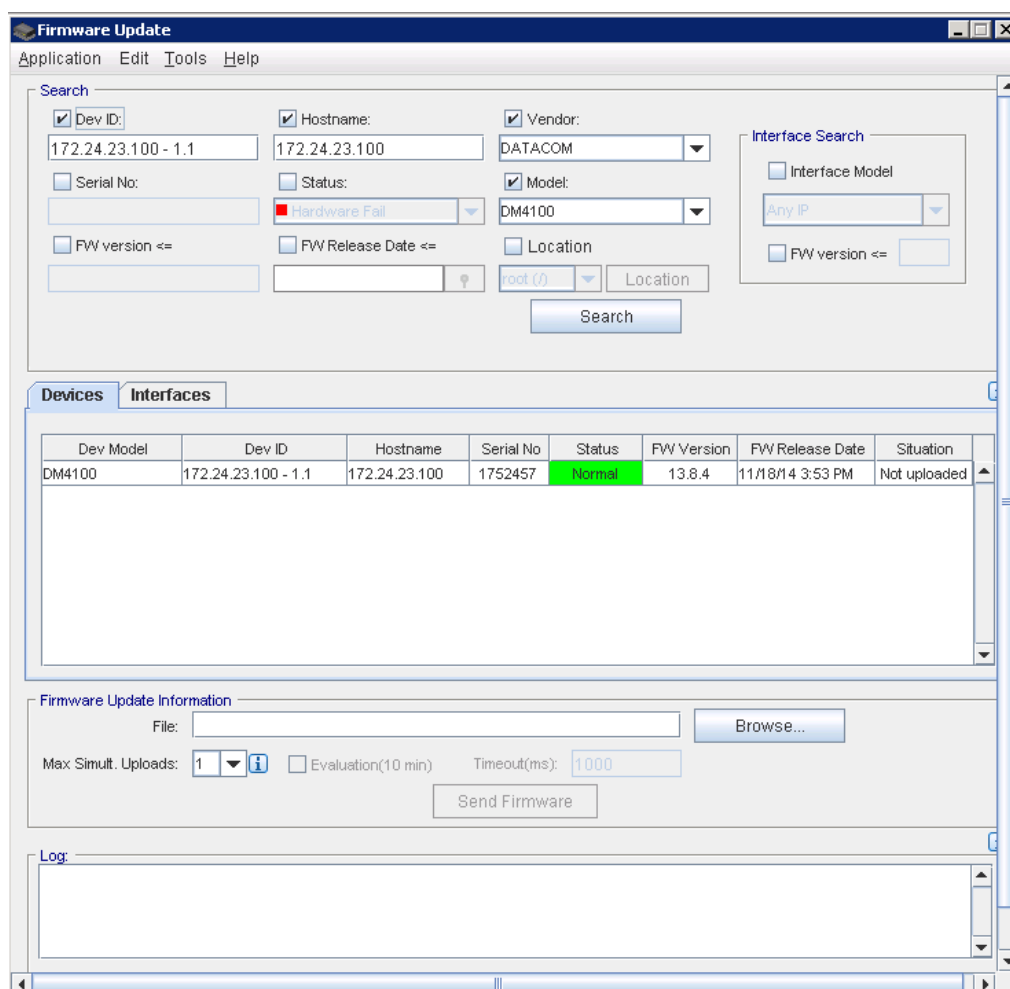 Firmware Update
Application Edit Tools Help
Search
Dev ID: Hostname: Vendor:
172.24.23.100 - 1.1 172.24.23.100 DATACOM
Interface Search
Serial No: Status: Model:
Interface Model
Hardware Fail DM4100
Any IP
FW version <= FW Release Date <= Location
FW version <=
root (/) Location
Search
Devices Interfaces
Dev Model Dev ID Hostname Serial No Status FW Version FW Release Date Situation
DM4100 172.24.23.100 - 1.1 172.24.23.100 1752457 Normal 13.8.4 11/18/14 3:53 PM Not uploaded
Firmware Update Information
File: Browse...
Max Simult. Uploads: 1 Evaluation(10 min) Timeout(ms): 1000
Send Firmware
Log: